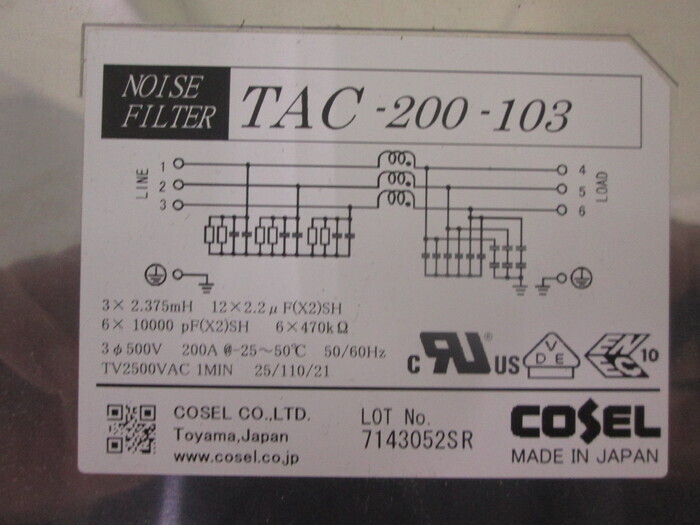 NOISE FILTER
TAC-200-103
LINE
1
2
3
4
5
6
LOAD
3× 2.375mH 12×2.2μF(X2)SH
6× 10000 pF(X2)SH 6×470kΩ
3φ500V 200A @-25~50℃ 50/60Hz
TV2500VAC 1MIN 25/110/21
c RU US
VDE
ENEC 10
COSEL CO.,LTD.
Toyama,Japan
www.cosel.co.jp
LOT No.
7143052SR
COSEL
MADE IN JAPAN